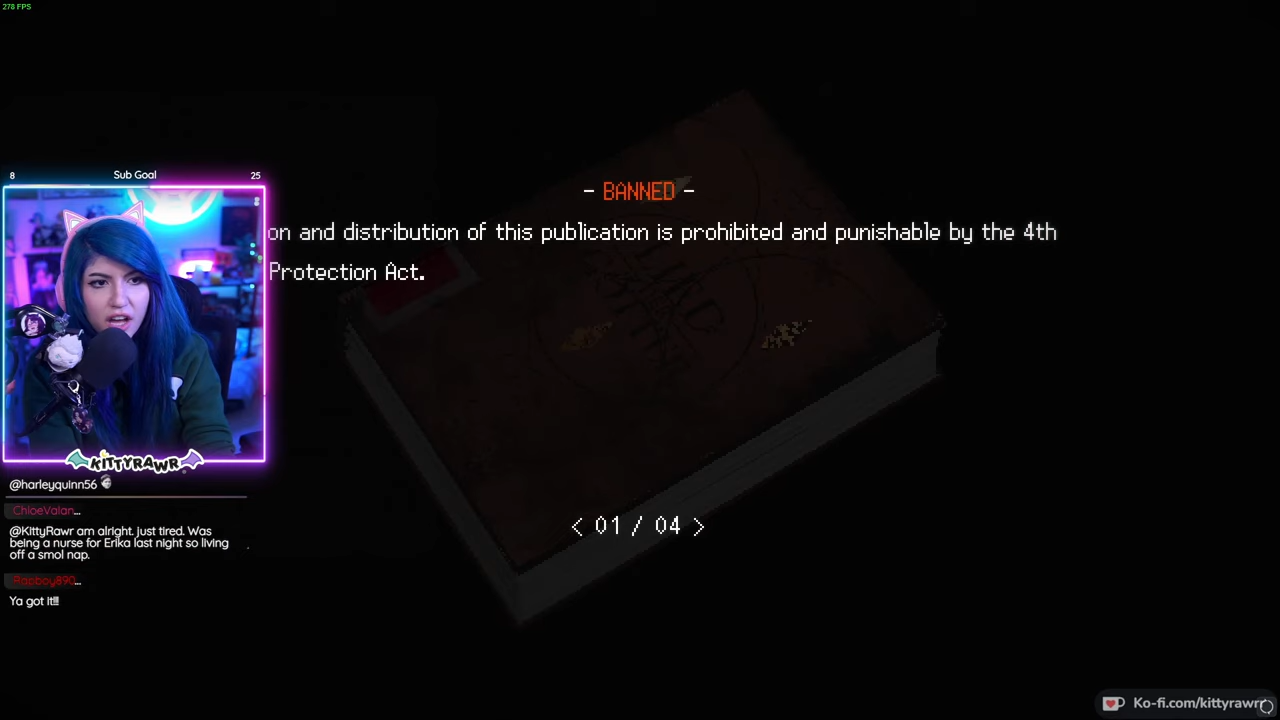 278 FPS
8 Sub Goal 25
- BANNED -
on and distribution of this publication is prohibited and punishable by the 4th
Protection Act.
KITTYRAWR
@harleyquinn56
ChloeValan...
@KittyRawr am alright. just tired. Was
being a nurse for Erika last night so living
off a smol nap.
Rapboy890...
Ya got it!!!
< 01 / 04 >
Ko-fi.com/kittyrawrr